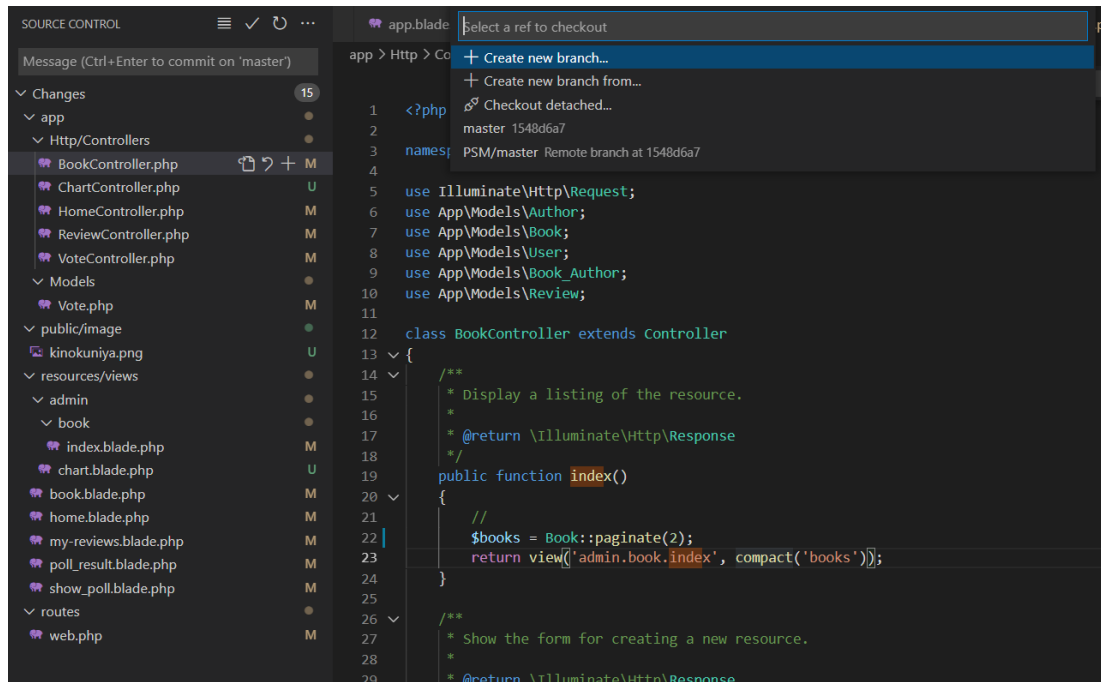 SOURCE CONTROL
Message (Ctrl+Enter to commit on 'master')
Changes 15
app
Http/Controllers
BookController.php M
ChartController.php U
HomeController.php M
ReviewController.php M
VoteController.php M
Models
Vote.php M
public/image
kinokuniya.png U
resources/views
admin
book
index.blade.php M
chart.blade.php U
book.blade.php M
home.blade.php M
my-reviews.blade.php M
poll_result.blade.php M
show_poll.blade.php M
routes
web.php M
app.blade
Select a ref to checkout
app > Http > Co
Create new branch...
Create new branch from...
Checkout detached...
master 1548d6a7
PSM/master Remote branch at 1548d6a7
1 <?php
2
3 namesp
4
5 use Illuminate\Http\Request;
6 use App\Models\Author;
7 use App\Models\Book;
8 use App\Models\User;
9 use App\Models\Book_Author;
10 use App\Models\Review;
11
12 class BookController extends Controller
13 {
14 /**
15 * Display a listing of the resource.
16 *
17 * @return \Illuminate\Http\Response
18 */
19 public function index()
20 {
21 //
22 $books = Book::paginate(2);
23 return view('admin.book.index', compact('books'));
24 }
25
26 /**
27 * Show the form for creating a new resource.
28 *
29 * @return \Illuminate\Http\Response